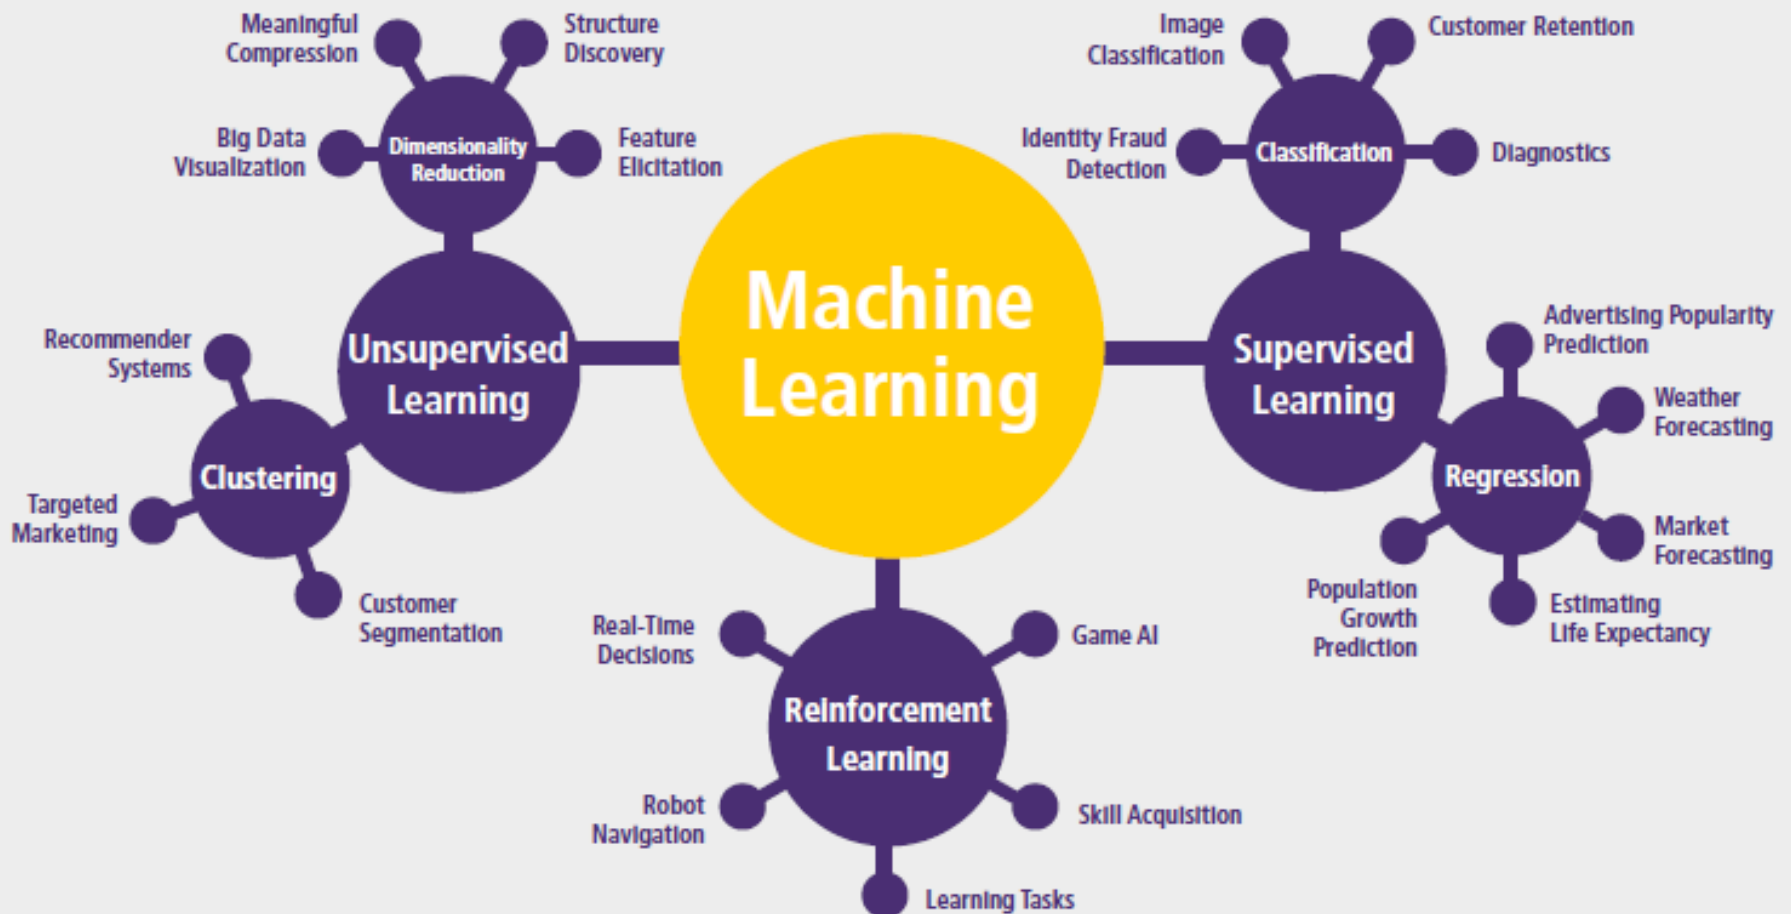 Meaningful
Compression
Structure
Discovery
Big Data
Visualization
Dimensionality
Reduction
Feature
Elicitation
Image
Classification
Customer Retention
Identity Fraud
Detection
Classification
Diagnostics
Machine
Learning
Unsupervised
Learning
Supervised
Learning
Recommender
Systems
Clustering
Targeted
Marketing
Customer
Segmentation
Advertising Popularity
Prediction
Weather
Forecasting
Regression
Market
Forecasting
Population
Growth
Prediction
Estimating
Life Expectancy
Real-Time
Decisions
Game AI
Reinforcement
Learning
Robot
Navigation
Skill Acquisition
Learning Tasks